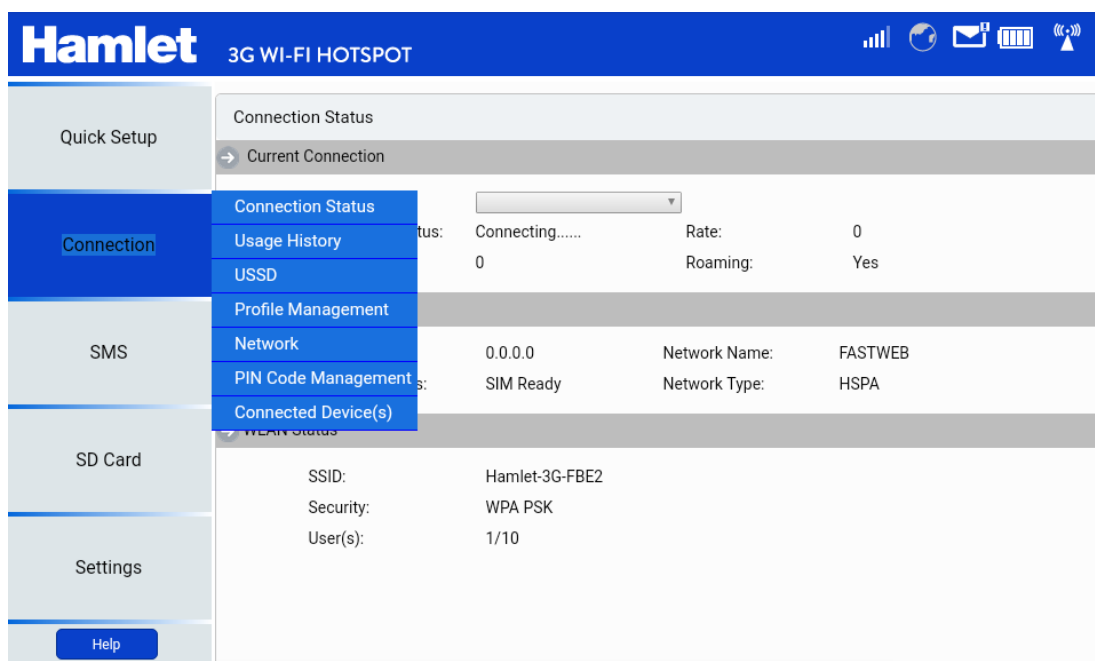 Hamlet 3G WI-FI HOTSPOT
Quick Setup
Connection
SMS
SD Card
Settings
Help
Connection Status
Current Connection
Connection Status
Usage History
USSD
Profile Management
Network
PIN Code Management
Connected Device(s)
tus: Connecting...... Rate: 0
0 Roaming: Yes
0.0.0.0 Network Name: FASTWEB
s: SIM Ready Network Type: HSPA
WLAN Status
SSID: Hamlet-3G-FBE2
Security: WPA PSK
User(s): 1/10